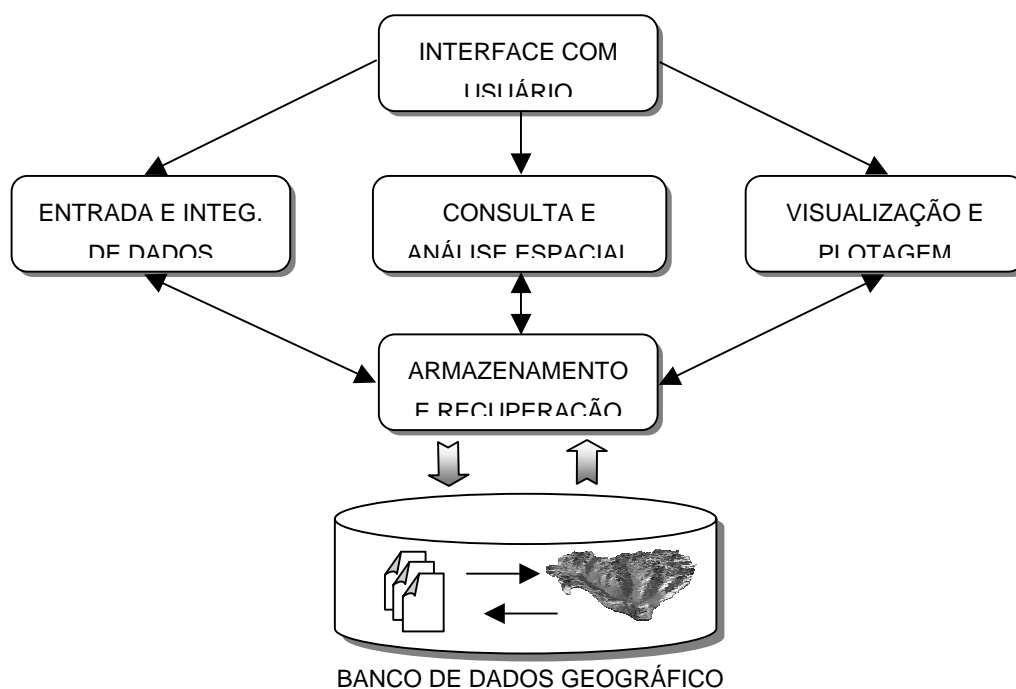 INTERFACE COM
USUÁRIO
ENTRADA E INTEG.
DE DADOS
CONSULTA E
ANÁLISE ESPACIAL
VISUALIZAÇÃO E
PLOTAGEM
ARMAZENAMENTO
E RECUPERAÇÃO
BANCO DE DADOS GEOGRÁFICO